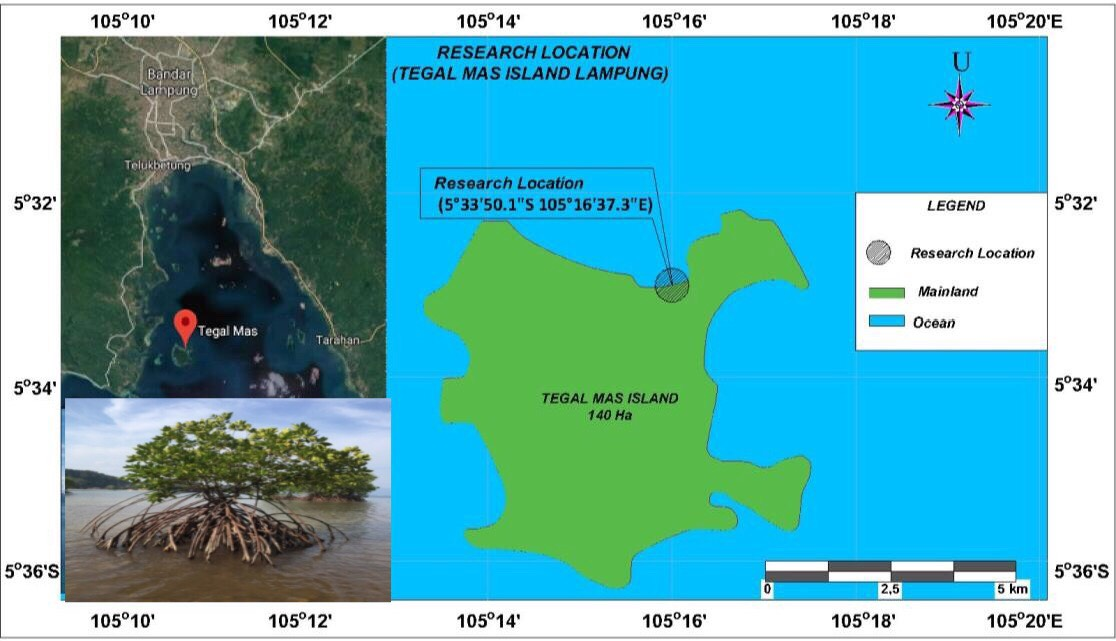 105°10' 105°12' 105°14' 105°16' 105°18' 105°20'E
RESEARCH LOCATION
(TEGAL MAS ISLAND LAMPUNG)
U
Bandar
Lampung
Telukbetung
Research Location
(5°33'50.1"S 105°16'37.3"E)
5°32' 5°32'
LEGEND
Research Location
Mainland
Ocean
Tegal Mas
Tarahan
5°34' 5°34'
TEGAL MAS ISLAND
140 Ha
5°36'S 5°36'S
0 2,5 5 km
105°10' 105°12' 105°14' 105°16' 105°18' 105°20'E